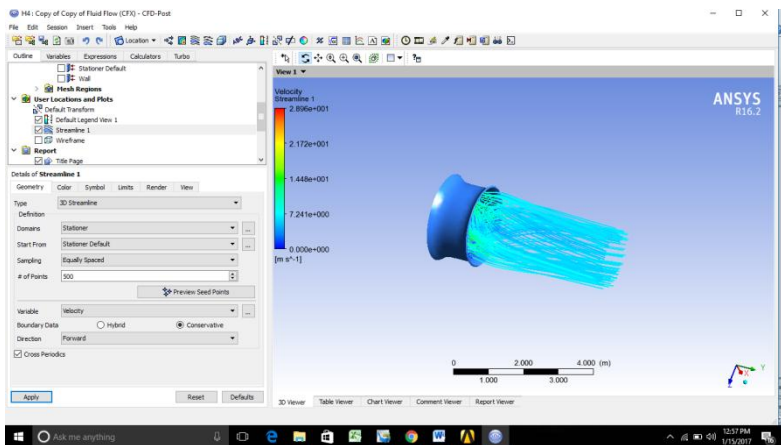 H4: Copy of Copy of Fluid Flow (CFX) - CFD-Post
File Edit Session Insert Tools Help
Location
Outline Variables Expressions Calculators Turbo
Stationer Default
Wall
Mesh Regions
User Locations and Plots
Default Transform
Default Legend View 1
Streamline 1
Wireframe
Report
Title Page
Details of Streamline 1
Geometry Color Symbol Limits Render View
Type 3D Streamline
Definition
Domains Stationer ...
Start From Stationer Default ...
Sampling Equally Spaced
# of Points 500
Preview Seed Points
Variable Velocity ...
Boundary Data Hybrid Conservative
Direction Forward
Cross Periodics
Apply Reset Defaults
View 1
Velocity
Streamline 1
2.896e+001
2.172e+001
1.448e+001
7.241e+000
0.000e+000
[m s^-1]
ANSYS
R16.2
0 2.000 4.000 (m)
1.000 3.000
Y
X
Z
3D Viewer Table Viewer Chart Viewer Comment Viewer Report Viewer
Ask me anything
12:57 PM
1/15/2017